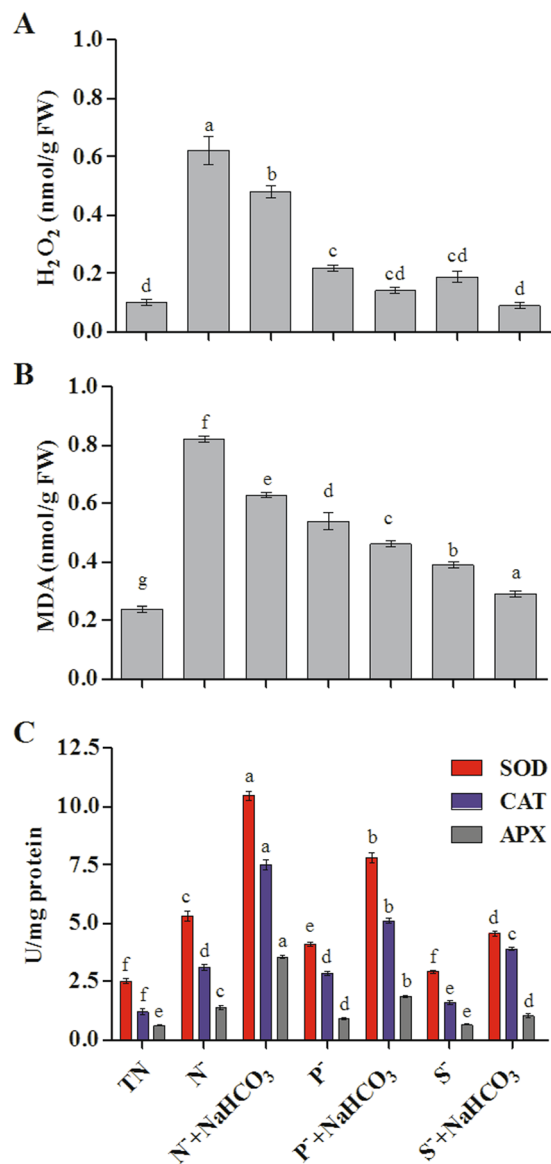 A
H₂O₂ (nmol/g FW)
1.0
0.8
0.6
0.4
0.2
0.0
d
a
b
c
cd
cd
d
B
MDA (nmol/g FW)
1.0
0.8
0.6
0.4
0.2
0.0
g
f
e
d
c
b
a
C
U/mg protein
12.5
10.0
7.5
5.0
2.5
0.0
SOD
CAT
APX
f
f
e
c
d
c
a
a
a
e
d
d
b
b
b
f
e
e
d
c
d
TN
N⁻
N⁻+NaHCO₃
P⁻
P⁻+NaHCO₃
S⁻
S⁻+NaHCO₃